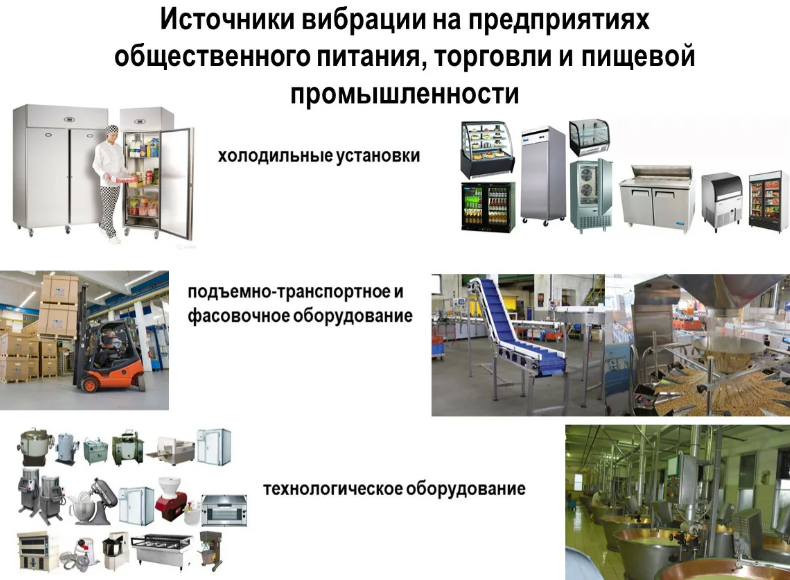 Источники вибрации на предприятиях
общественного питания, торговли и пищевой
промышленности
холодильные установки
подъемно-транспортное и
фасовочное оборудование
технологическое оборудование